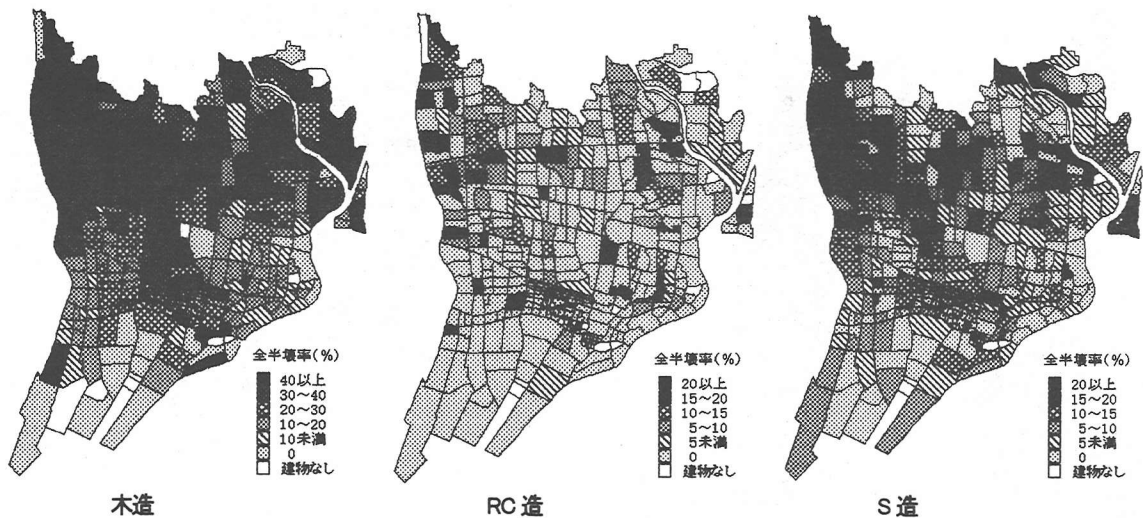 全半壊率(%)
40以上
30～40
20～30
10～20
10未満
0
建物なし
木造
全半壊率(%)
20以上
15～20
10～15
5～10
5未満
0
建物なし
RC造
全半壊率(%)
20以上
15～20
10～15
5～10
5未満
0
建物なし
S造